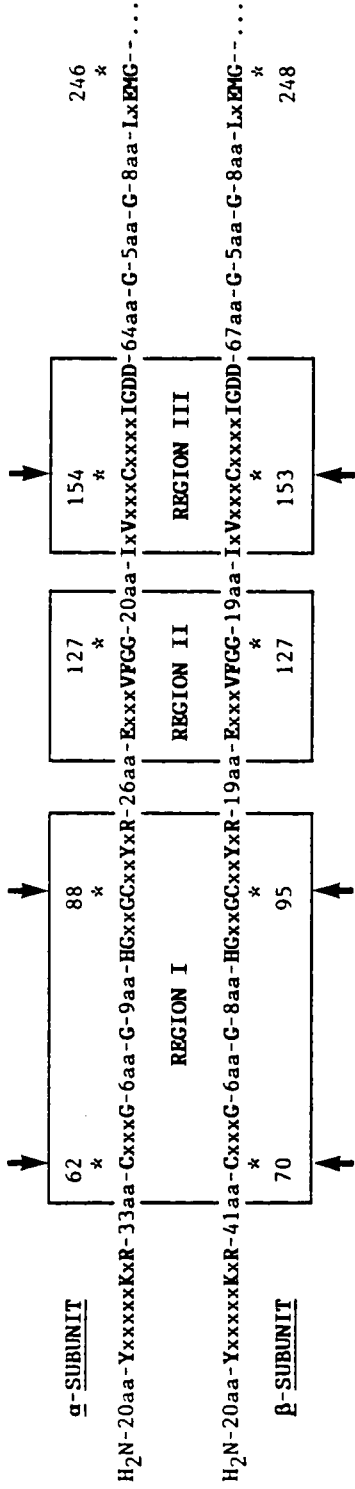 α-SUBUNIT
62 88 127 154 246
* * * * *
H2N-20aa-YxxxxxKxR-33aa-CxxxG-6aa-G-9aa-HGxxGCxxYxR-26aa-ExxxVFGG-20aa-IxVxxxCxxxxIGDD-64aa-G-5aa-G-8aa-LxEMG--...
REGION I REGION II REGION III
H2N-20aa-YxxxxxKxR-41aa-CxxxG-6aa-G-8aa-HGxxGCxxYxR-19aa-ExxxVFGG-19aa-IxVxxxCxxxxIGDD-67aa-G-5aa-G-8aa-LxEMG--...
* * * * *
70 95 127 153 248
β-SUBUNIT